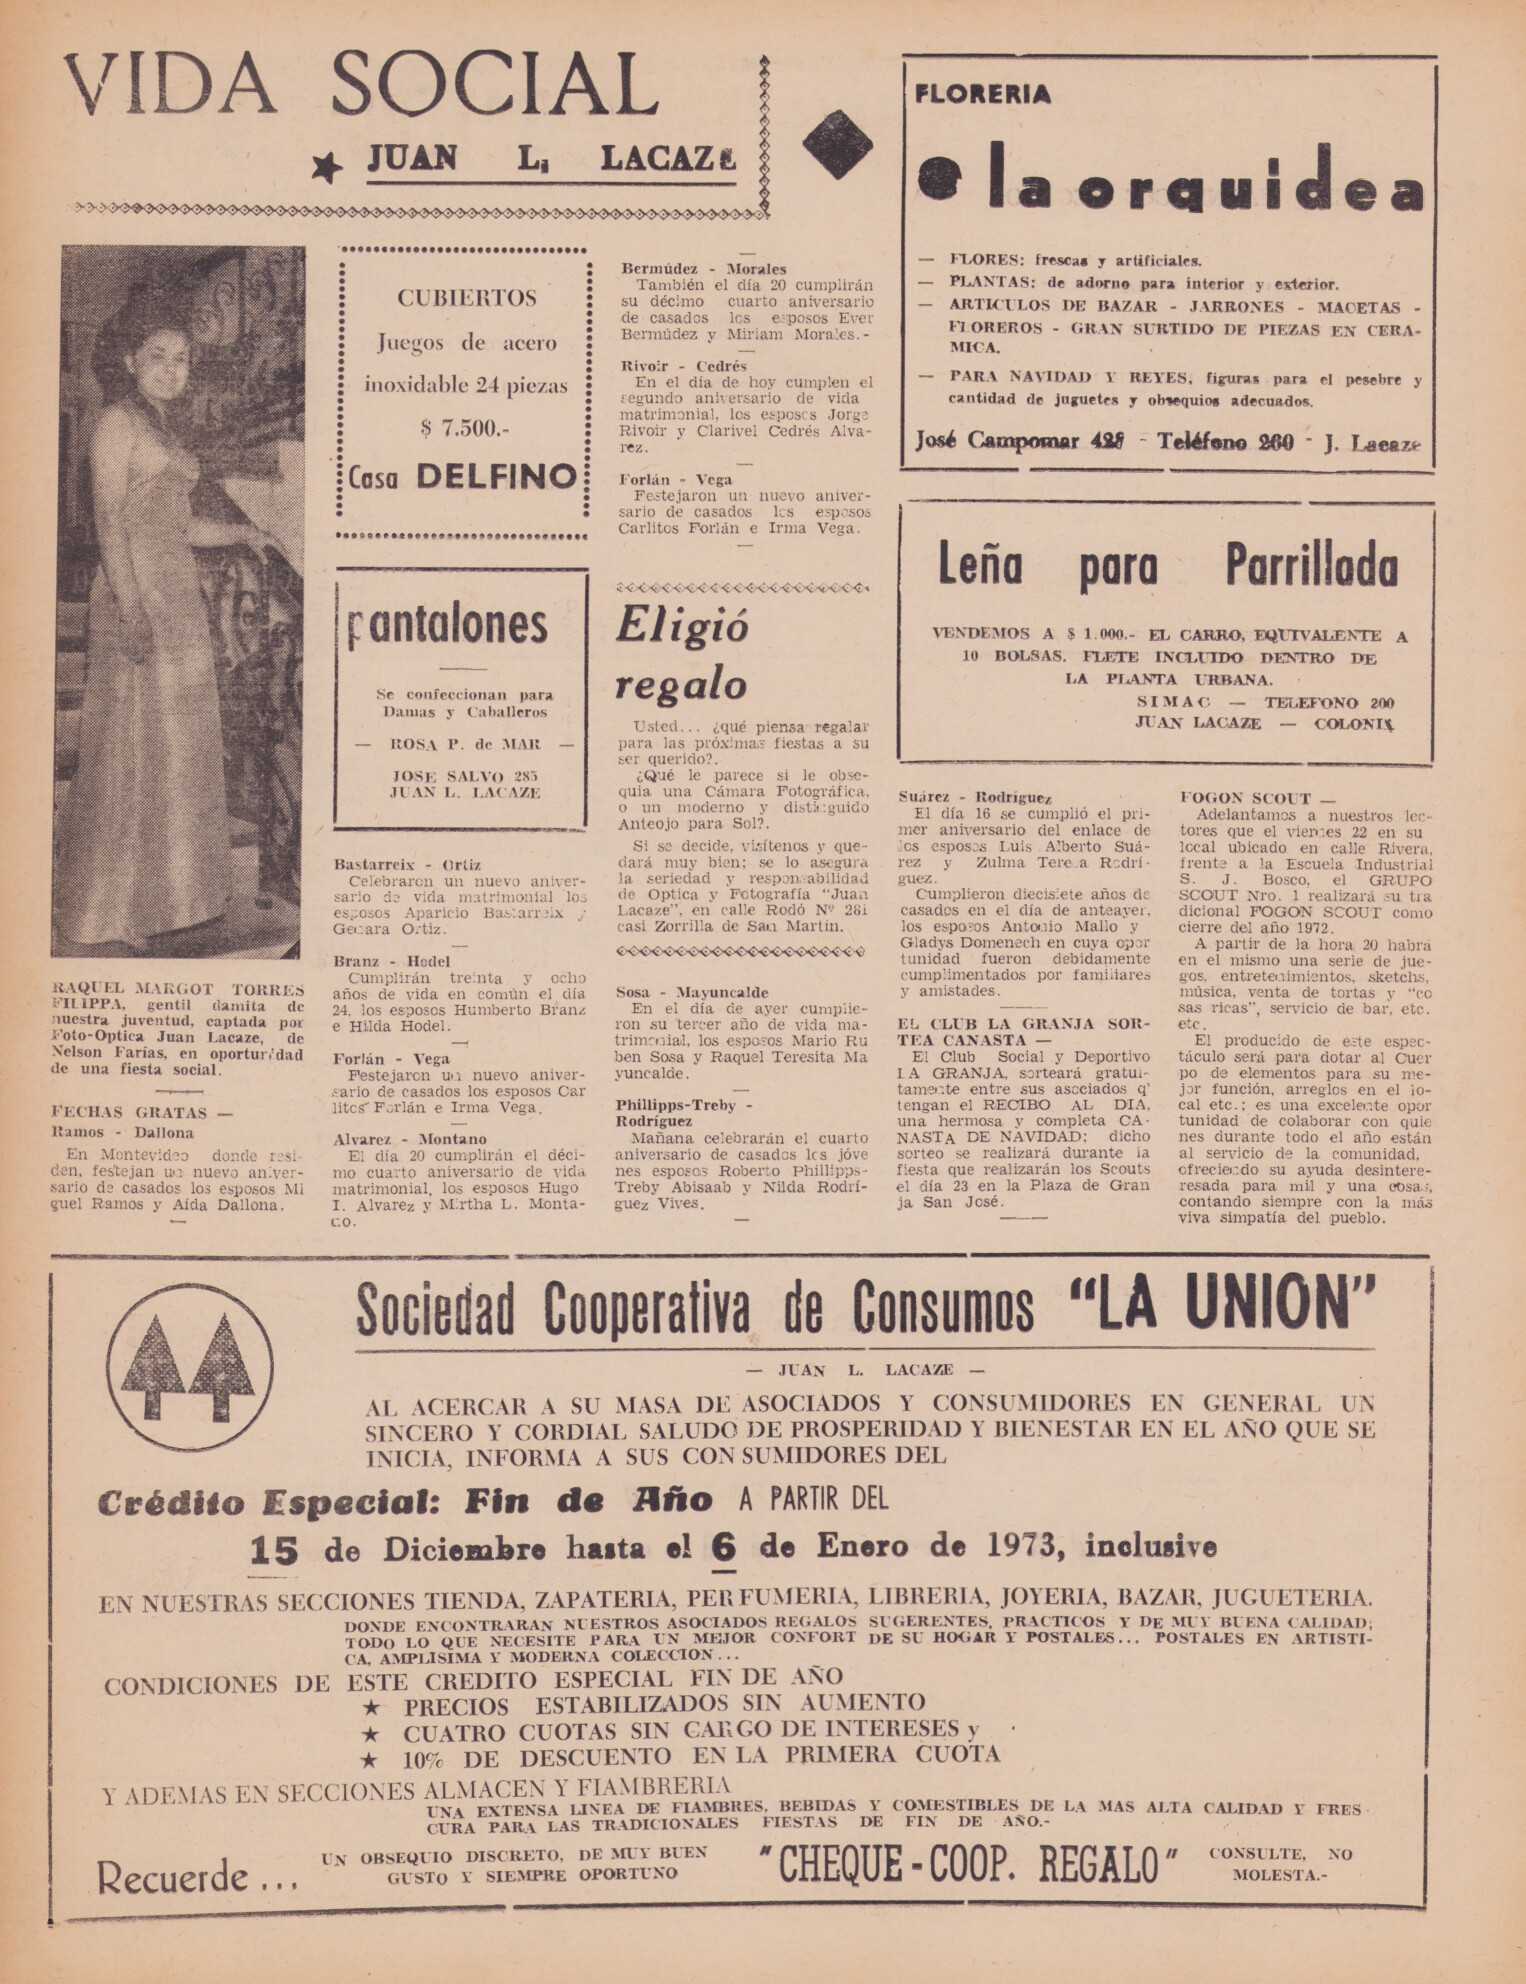 VIDA SOCIAL
JUAN L. LACAZE
RAQUEL MARGOT TORRES
FILIPPA, gentil damita de
nuestra juventud, captada por
Foto-Optica Juan Lacaze, de
Nelson Farías, en oportunidad
de una fiesta social.
FECHAS GRATAS —
Ramos - Dallona
En Montevideo donde resi-
den, festejan un nuevo aniver-
sario de casados los esposos Mi
guel Ramos y Aída Dallona.
CUBIERTOS
Juegos de acero
inoxidable 24 piezas
$ 7.500.-
Casa DELFINO
pantalones
Se confeccionan para
Damas y Caballeros
— ROSA P. de MAR —
JOSE SALVO 285
JUAN L. LACAZE
Bastarreix - Ortiz
Celebraron un nuevo aniver-
sario de vida matrimonial los
esposos Aparicio Bastarreix y
Genara Ortiz.
Branz - Hodel
Cumplirán treinta y ocho
años de vida en común el día
24, los esposos Humberto Branz
e Hilda Hodel.
Forlán - Vega
Festejaron un nuevo aniver-
sario de casados los esposos Car
litos Forlán e Irma Vega.
Alvarez - Montano
El día 20 cumplirán el déci-
mo cuarto aniversario de vida
matrimonial, los esposos Hugo
I. Alvarez y Mirtha L. Monta-
co.
Bermúdez - Morales
También el día 20 cumplirán
su décimo cuarto aniversario
de casados los esposos Ever
Bermúdez y Miriam Morales.-
Rivoir - Cedrés
En el día de hoy cumplen el
segundo aniversario de vida
matrimonial, los esposos Jorge
Rivoir y Clarivel Cedrés Alva-
rez.
Forlán - Vega
Festejaron un nuevo aniver-
sario de casados los esposos
Carlitos Forlán e Irma Vega.
Eligió
regalo
Usted... ¿qué piensa regalar
para las próximas fiestas a su
ser querido?.
¿Qué le parece si le obse-
quia una Cámara Fotográfica,
o un moderno y distinguido
Anteojo para Sol?.
Si se decide, visítenos y que-
dará muy bien; se lo asegura
la seriedad y responsabilidad
de Optica y Fotografía "Juan
Lacaze", en calle Rodó Nº 281
casi Zorrilla de San Martín.
Sosa - Mayuncalde
En el día de ayer cumplie-
ron su tercer año de vida ma-
trimonial, los esposos Mario Ru
ben Sosa y Raquel Teresita Ma
yuncalde.
Phillipps-Treby -
Rodríguez
Mañana celebrarán el cuarto
aniversario de casados los jóve
nes esposos Roberto Phillipps-
Treby Abisaab y Nilda Rodrí-
guez Vives.
FLORERIA
la orquidea
— FLORES: frescas y artificiales.
— PLANTAS: de adorno para interior y exterior.
— ARTICULOS DE BAZAR - JARRONES - MACETAS -
FLOREROS - GRAN SURTIDO DE PIEZAS EN CERA-
MICA.
— PARA NAVIDAD Y REYES, figuras para el pesebre y
cantidad de juguetes y obsequios adecuados.
José Campomar 428 - Teléfono 260 - J. Lacaze
Leña para Parrillada
VENDEMOS A $ 1.000.- EL CARRO, EQUIVALENTE A
10 BOLSAS. FLETE INCLUIDO DENTRO DE
LA PLANTA URBANA.
SIMAC — TELEFONO 200
JUAN LACAZE — COLONIA
Suárez - Rodríguez
El día 16 se cumplió el pri-
mer aniversario del enlace de
los esposos Luis Alberto Suá-
rez y Zulma Teresa Rodrí-
guez.
Cumplieron diecisiete años de
casados en el día de anteayer,
los esposos Antonio Mallo y
Gladys Domenech en cuya opor
tunidad fueron debidamente
cumplimentados por familiares
y amistades.
EL CLUB LA GRANJA SOR-
TEA CANASTA —
El Club Social y Deportivo
LA GRANJA, sorteará gratui-
tamente entre sus asociados q'
tengan el RECIBO AL DIA,
una hermosa y completa CA-
NASTA DE NAVIDAD; dicho
sorteo se realizará durante la
fiesta que realizarán los Scouts
el día 23 en la Plaza de Gran
ja San José.
FOGON SCOUT —
Adelantamos a nuestros lec-
tores que el viernes 22 en su
local ubicado en calle Rivera,
frente a la Escuela Industrial
S. J. Bosco, el GRUPO
SCOUT Nro. 1 realizará su tra
dicional FOGON SCOUT como
cierre del año 1972.
A partir de la hora 20 habrá
en el mismo una serie de jue-
gos, entretenimientos, sketchs,
música, venta de tortas y "co
sas ricas", servicio de bar, etc.
etc.
El producido de este espec-
táculo será para dotar al Cuer
po de elementos para su me-
jor función, arreglos en el lo-
cal etc.; es una excelente opor
tunidad de colaborar con quie
nes durante todo el año están
al servicio de la comunidad,
ofreciendo su ayuda desintere-
resada para mil y una cosas,
contando siempre con la más
viva simpatía del pueblo.
Sociedad Cooperativa de Consumos "LA UNION"
— JUAN L. LACAZE —
AL ACERCAR A SU MASA DE ASOCIADOS Y CONSUMIDORES EN GENERAL UN
SINCERO Y CORDIAL SALUDO DE PROSPERIDAD Y BIENESTAR EN EL AÑO QUE SE
INICIA, INFORMA A SUS CONSUMIDORES DEL
Crédito Especial: Fin de Año A PARTIR DEL
15 de Diciembre hasta el 6 de Enero de 1973, inclusive
EN NUESTRAS SECCIONES TIENDA, ZAPATERIA, PERFUMERIA, LIBRERIA, JOYERIA, BAZAR, JUGUETERIA.
DONDE ENCONTRARAN NUESTROS ASOCIADOS REGALOS SUGERENTES, PRACTICOS Y DE MUY BUENA CALIDAD;
TODO LO QUE NECESITE PARA UN MEJOR CONFORT DE SU HOGAR Y POSTALES... POSTALES EN ARTISTI-
CA, AMPLISIMA Y MODERNA COLECCION...
CONDICIONES DE ESTE CREDITO ESPECIAL FIN DE AÑO
★ PRECIOS ESTABILIZADOS SIN AUMENTO
★ CUATRO CUOTAS SIN CARGO DE INTERESES y
★ 10% DE DESCUENTO EN LA PRIMERA CUOTA
Y ADEMAS EN SECCIONES ALMACEN Y FIAMBRERIA
UNA EXTENSA LINEA DE FIAMBRES, BEBIDAS Y COMESTIBLES DE LA MAS ALTA CALIDAD Y FRES
CURA PARA LAS TRADICIONALES FIESTAS DE FIN DE AÑO.-
Recuerde ...
UN OBSEQUIO DISCRETO, DE MUY BUEN
GUSTO Y SIEMPRE OPORTUNO
"CHEQUE-COOP. REGALO"
CONSULTE, NO
MOLESTA.-